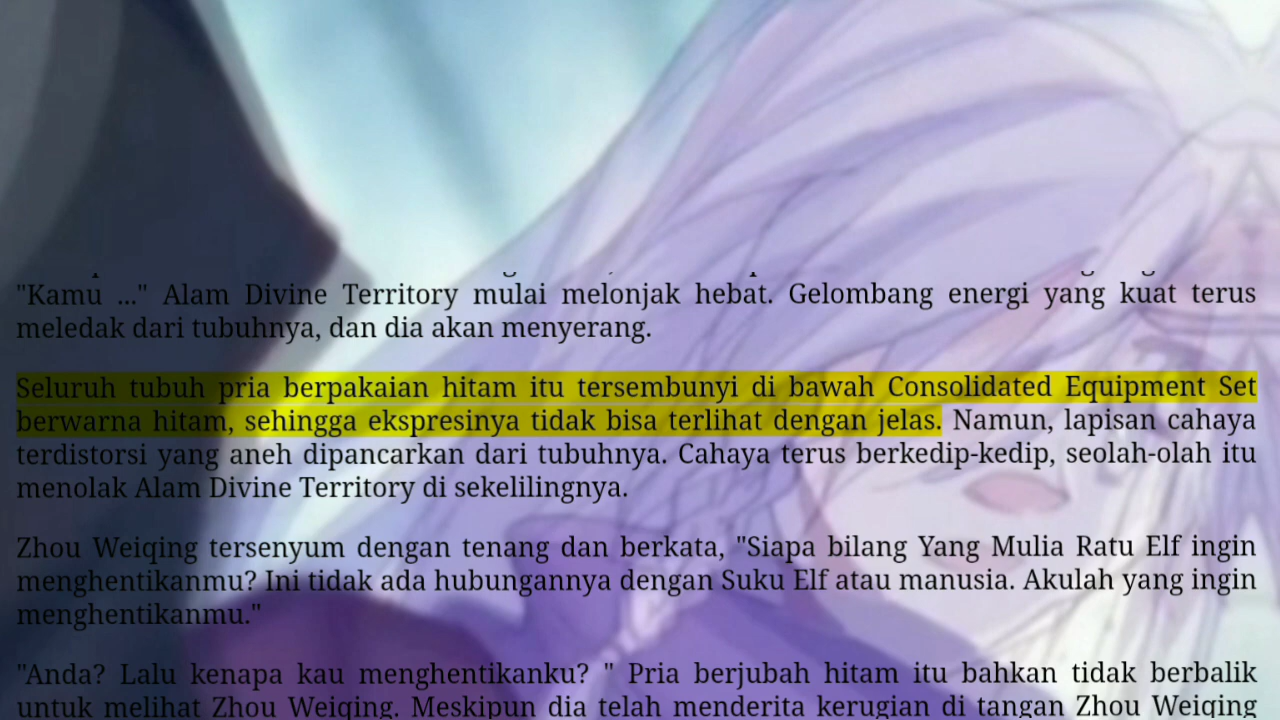 "Kamu ..." Alam Divine Territory mulai melonjak hebat. Gelombang energi yang kuat terus
meledak dari tubuhnya, dan dia akan menyerang.
Seluruh tubuh pria berpakaian hitam itu tersembunyi di bawah Consolidated Equipment Set
berwarna hitam, sehingga ekspresinya tidak bisa terlihat dengan jelas. Namun, lapisan cahaya
terdistorsi yang aneh dipancarkan dari tubuhnya. Cahaya terus berkedip-kedip, seolah-olah itu
menolak Alam Divine Territory di sekelilingnya.
Zhou Weiqing tersenyum dengan tenang dan berkata, "Siapa bilang Yang Mulia Ratu Elf ingin
menghentikanmu? Ini tidak ada hubungannya dengan Suku Elf atau manusia. Akulah yang ingin
menghentikanmu."
"Anda? Lalu kenapa kau menghentikanku? " Pria berjubah hitam itu bahkan tidak berbalik
untuk melihat Zhou Weiqing. Meskipun dia telah menderita kerugian di tangan Zhou Weiqing